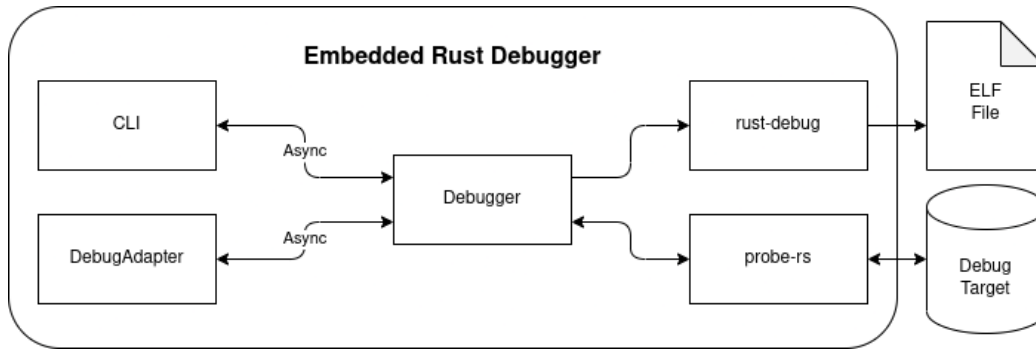 Embedded Rust Debugger
CLI
Async
rust-debug
ELF
File
Debugger
DebugAdapter
Async
probe-rs
Debug
Target